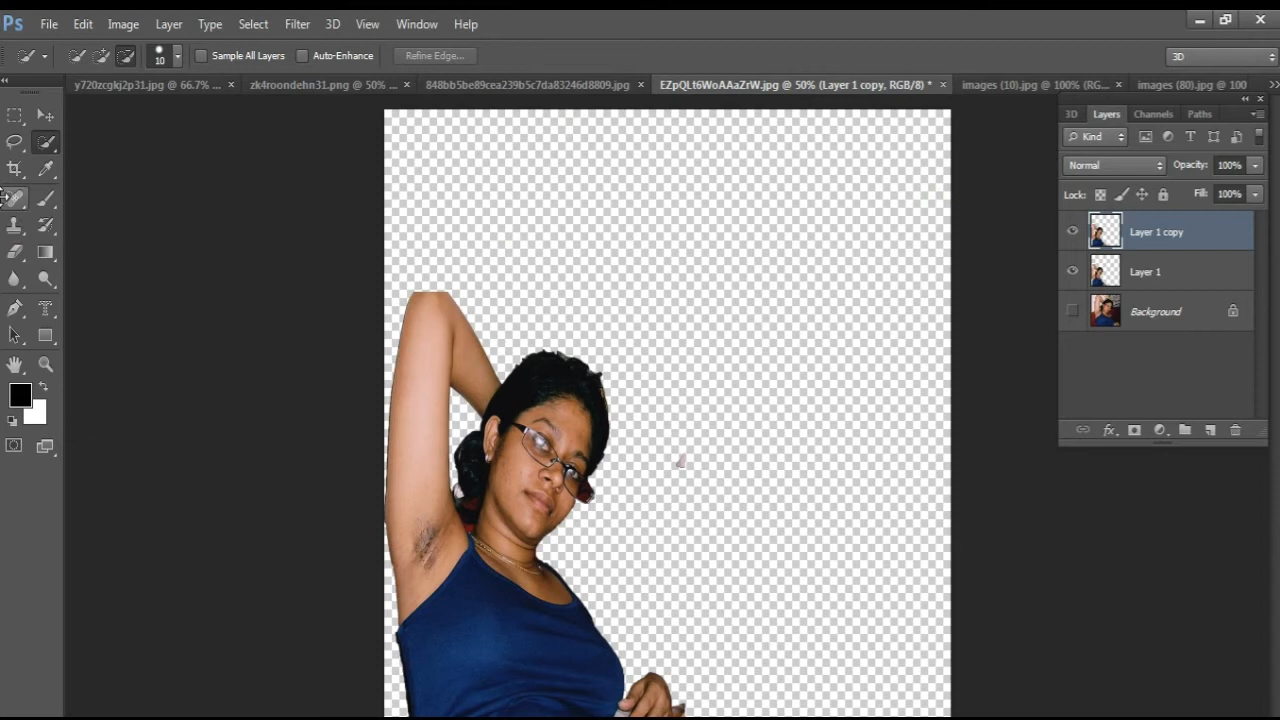 Ps File Edit Image Layer Type Select Filter 3D View Window Help
10 Sample All Layers Auto-Enhance Refine Edge... 3D
y720zcgkj2p31.jpg @ 66.7% ... × zk4roondehn31.png @ 50% ... × 848bb5be89cea239b5c7da83246d8809.jpg × EZpQLt6WoAAaZrW.jpg @ 50% (Layer 1 copy, RGB/8) * × images (10).jpg @ 100% (RG... × images (80).jpg @ 100
3D Layers Channels Paths
Kind
Normal Opacity: 100%
Lock: Fill: 100%
Layer 1 copy
Layer 1
Background
fx